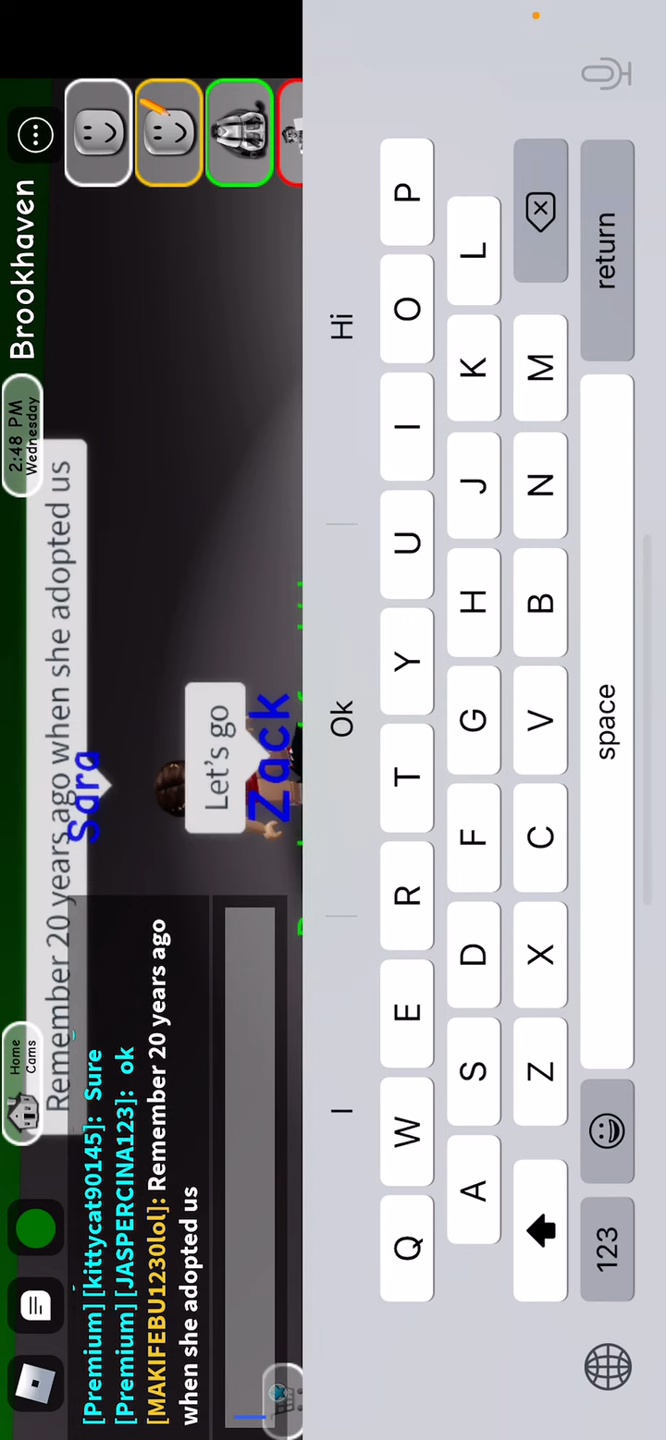 Brookhaven
2:48 PM
Wednesday
Home
Cams
Remember 20 years ago when she adopted us
Sara
Let's go
Zack
[Premium] [kittycat90145]: Sure
[Premium] [JASPERCINA123]: ok
[MAKIFEBU1230lol]: Remember 20 years ago
when she adopted us
I Ok Hi
Q W E R T Y U I O P
A S D F G H J K L
Z X C V B N M
123 space return